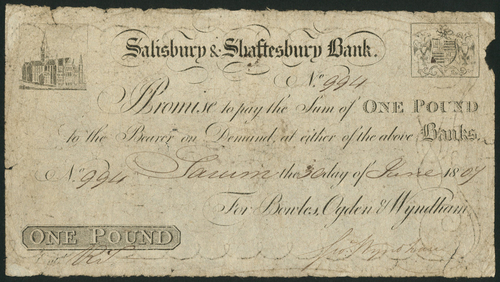 Salisbury & Shaftesbury Bank.
No. 994
I Promise to pay the Sum of ONE POUND
to the Bearer on Demand, at either of the above Banks.
No. 994 Sarum the 30 day of June 1807
For Bowles, Ogden & Wyndham
ONE POUND
Wyndham